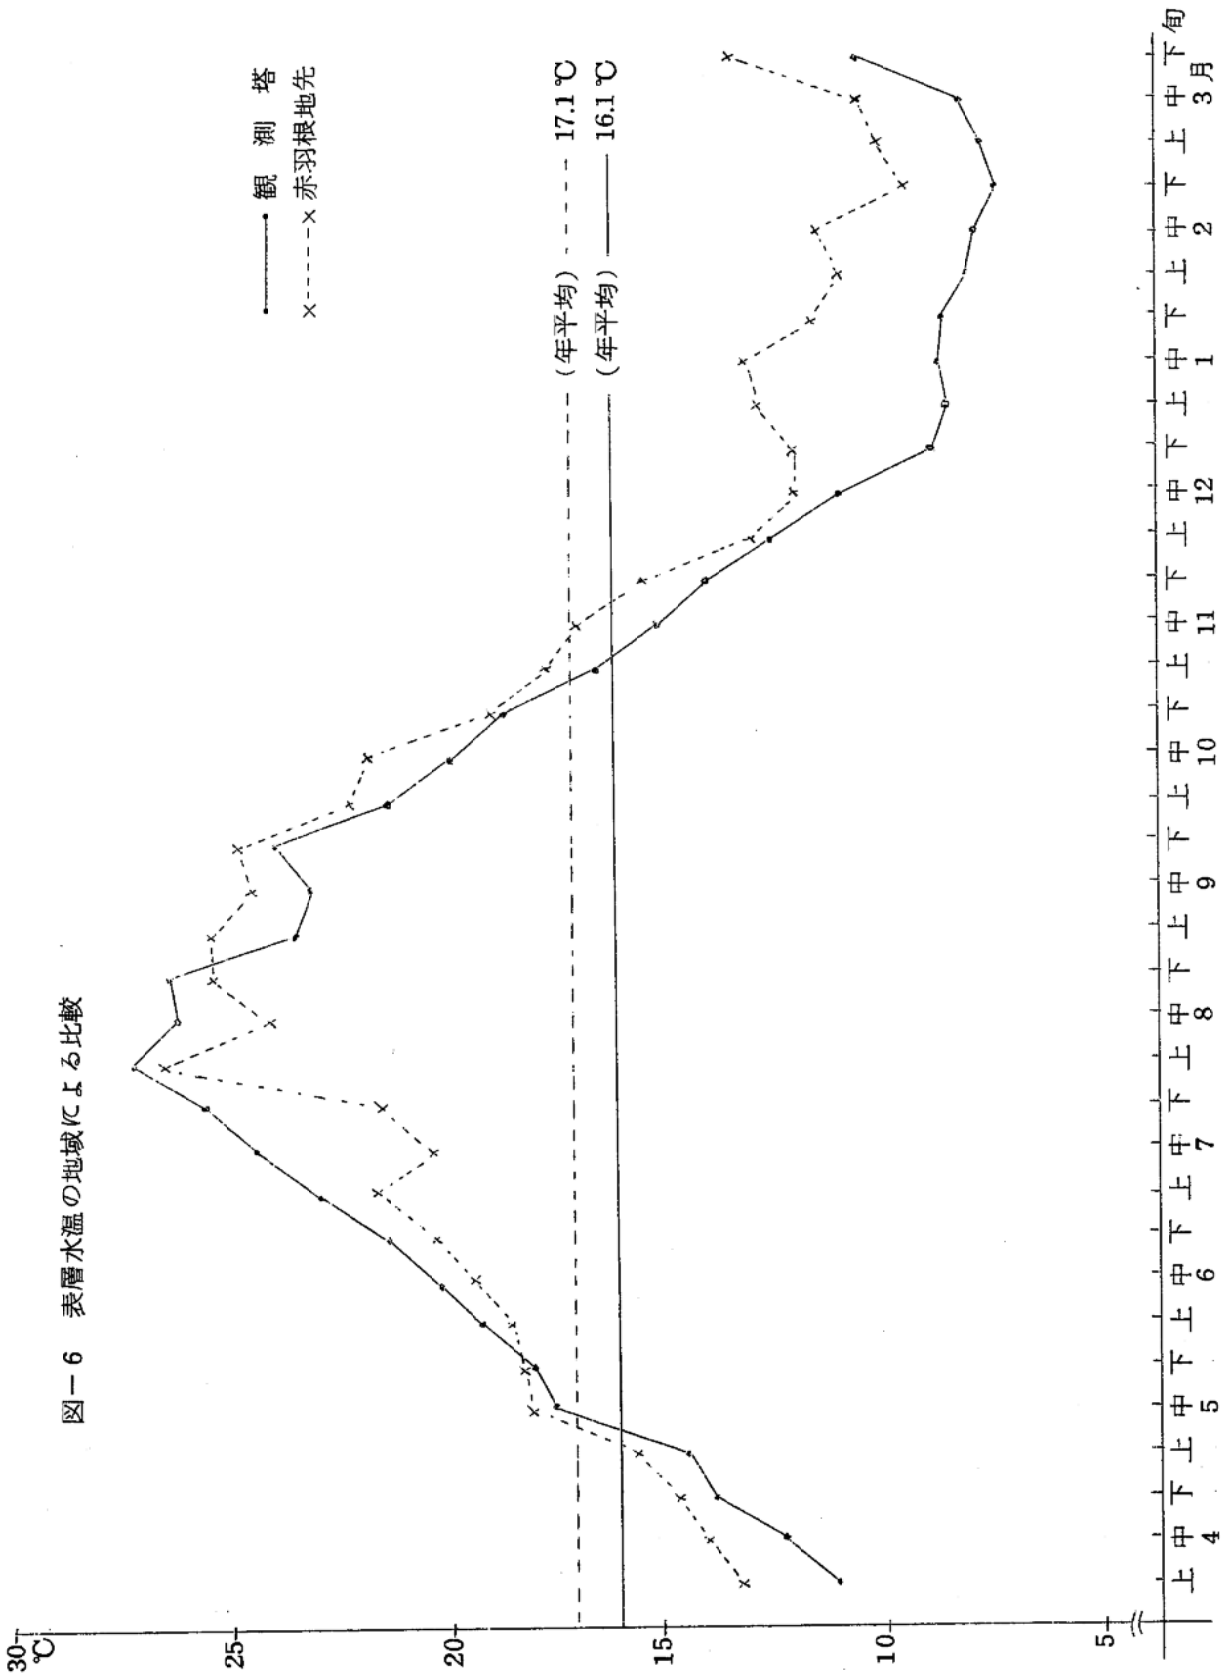 図－6 表層水温の地域による比較
観測塔
赤羽根地先
(年平均) 17.1℃
(年平均) 16.1℃
30
℃
25
20
15
10
5
上 中 下 上 中 下 上 中 下 上 中 下 上 中 下 上 中 下 上 中 下 上 中 下 上 中 下 上 中 下 上 中 下 上 中 下 旬
4 5 6 7 8 9 10 11 12 1 2 3月